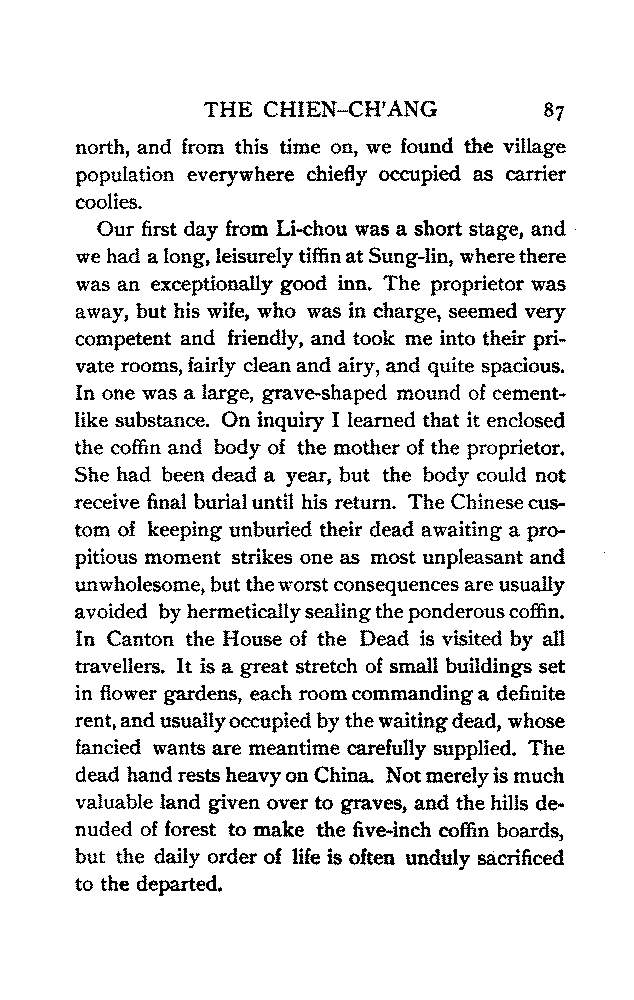 THE CHIEN–CH'ANG 87
north, and from this time on, we found the village
population everywhere chiefly occupied as carrier
coolies.
Our first day from Li-chou was a short stage, and
we had a long, leisurely tiffin at Sung-lin, where there
was an exceptionally good inn. The proprietor was
away, but his wife, who was in charge, seemed very
competent and friendly, and took me into their pri-
vate rooms, fairly clean and airy, and quite spacious.
In one was a large, grave-shaped mound of cement-
like substance. On inquiry I learned that it enclosed
the coffin and body of the mother of the proprietor.
She had been dead a year, but the body could not
receive final burial until his return. The Chinese cus-
tom of keeping unburied their dead awaiting a pro-
pitious moment strikes one as most unpleasant and
unwholesome, but the worst consequences are usually
avoided by hermetically sealing the ponderous coffin.
In Canton the House of the Dead is visited by all
travellers. It is a great stretch of small buildings set
in flower gardens, each room commanding a definite
rent, and usually occupied by the waiting dead, whose
fancied wants are meantime carefully supplied. The
dead hand rests heavy on China. Not merely is much
valuable land given over to graves, and the hills de-
nuded of forest to make the five-inch coffin boards,
but the daily order of life is often unduly sacrificed
to the departed.